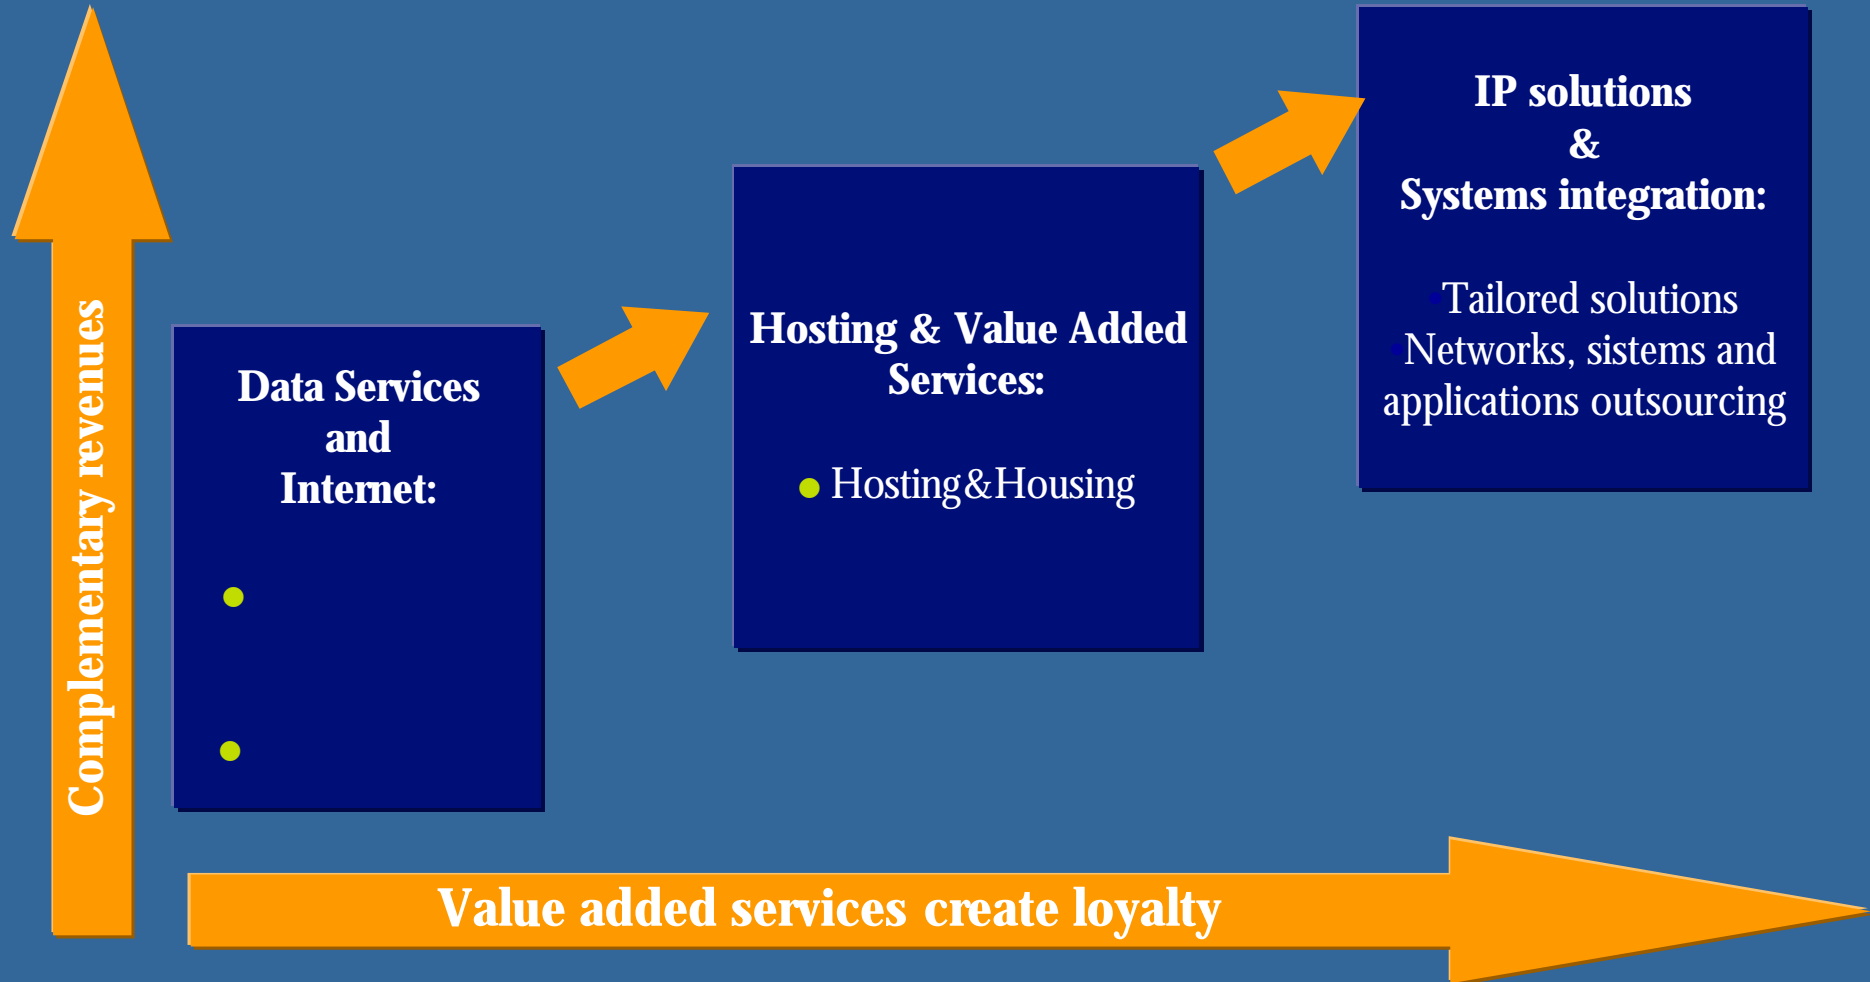 Complementary revenues
Data Services
and
Internet:
●
●
Hosting & Value Added
Services:
● Hosting&Housing
IP solutions
&
Systems integration:
•Tailored solutions
•Networks, sistems and
applications outsourcing
Value added services create loyalty